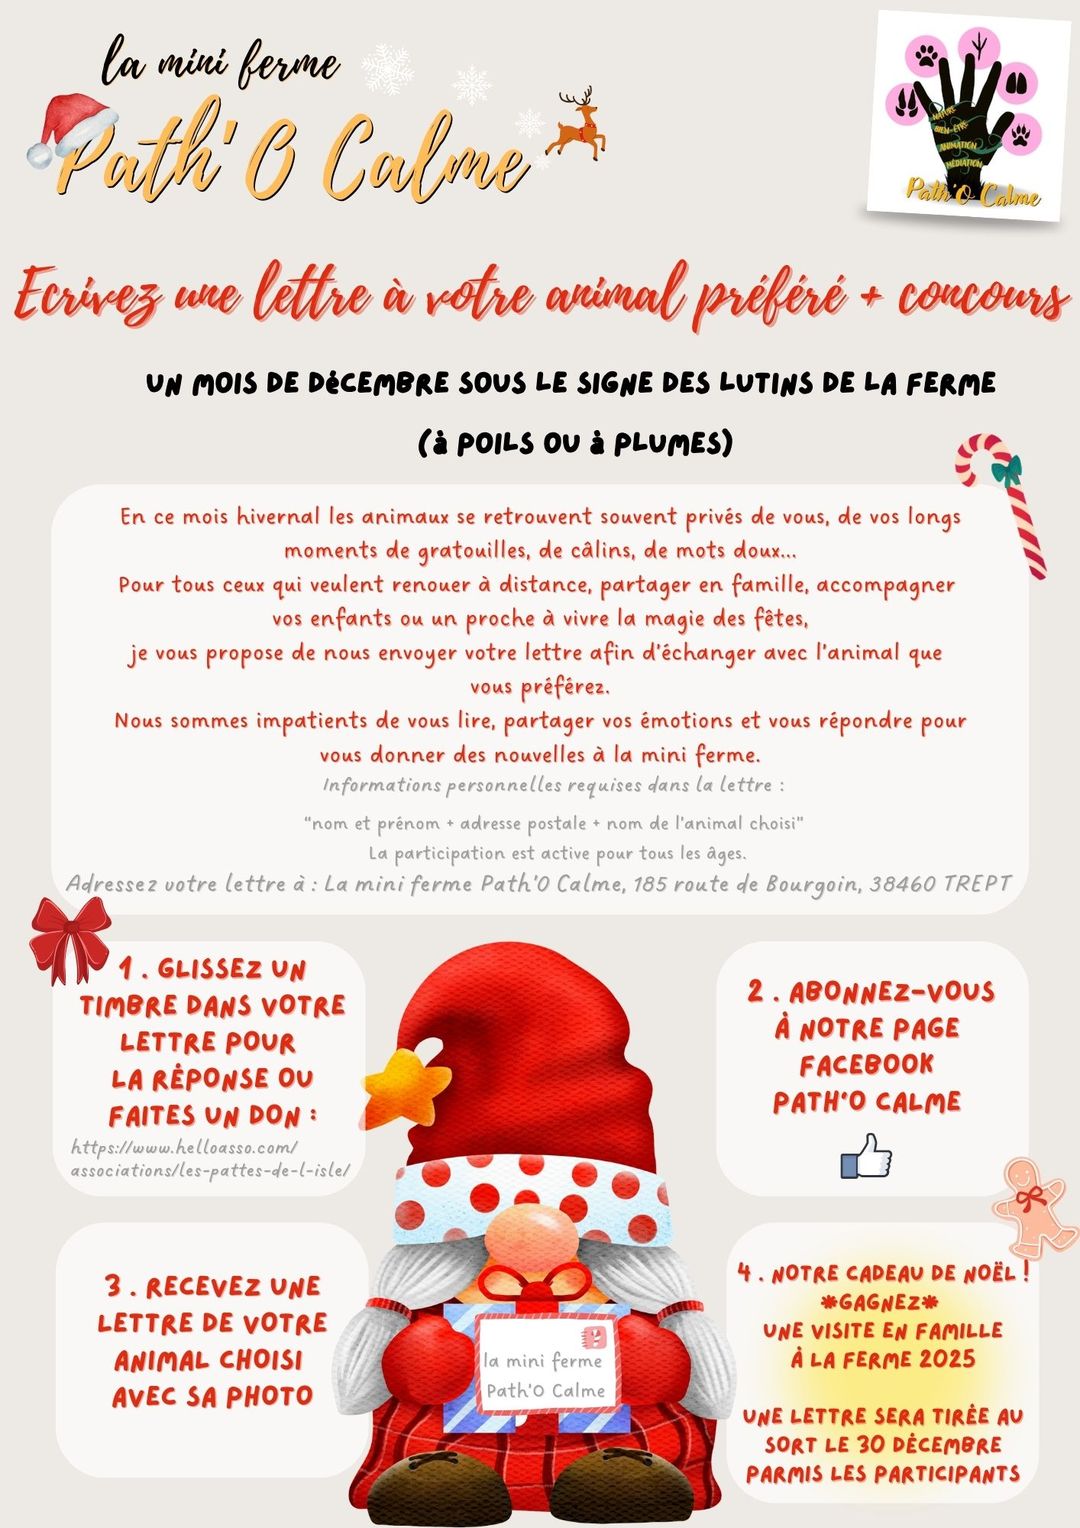 la mini ferme
Path'O Calme
NATURE
BIEN-ÊTRE
ANIMATION
MÉDIATION
Path'O Calme
Ecrivez une lettre à votre animal préféré + concours
UN MOIS DE DéCEMBRE SOUS LE SIGNE DES LUTINS DE LA FERME
(à POILS OU à PLUMES)
En ce mois hivernal les animaux se retrouvent souvent privés de vous, de vos longs
moments de gratouilles, de câlins, de mots doux...
Pour tous ceux qui veulent renouer à distance, partager en famille, accompagner
vos enfants ou un proche à vivre la magie des fêtes,
je vous propose de nous envoyer votre lettre afin d'échanger avec l'animal que
vous préférez.
Nous sommes impatients de vous lire, partager vos émotions et vous répondre pour
vous donner des nouvelles à la mini ferme.
Informations personnelles requises dans la lettre :
"nom et prénom + adresse postale + nom de l'animal choisi"
La participation est active pour tous les âges.
Adressez votre lettre à : La mini ferme Path'O Calme, 185 route de Bourgoin, 38460 TREPT
1 . GLISSEZ UN
TIMBRE DANS VOTRE
LETTRE POUR
LA RÉPONSE OU
FAITES UN DON :
https://www.helloasso.com/
associations/les-pattes-de-l-isle/
2 . ABONNEZ-VOUS
À NOTRE PAGE
FACEBOOK
PATH'O CALME
3 . RECEVEZ UNE
LETTRE DE VOTRE
ANIMAL CHOISI
AVEC SA PHOTO
la mini ferme
Path'O Calme
4 . NOTRE CADEAU DE NOËL !
*GAGNEZ*
UNE VISITE EN FAMILLE
À LA FERME 2025
UNE LETTRE SERA TIRÉE AU
SORT LE 30 DÉCEMBRE
PARMIS LES PARTICIPANTS